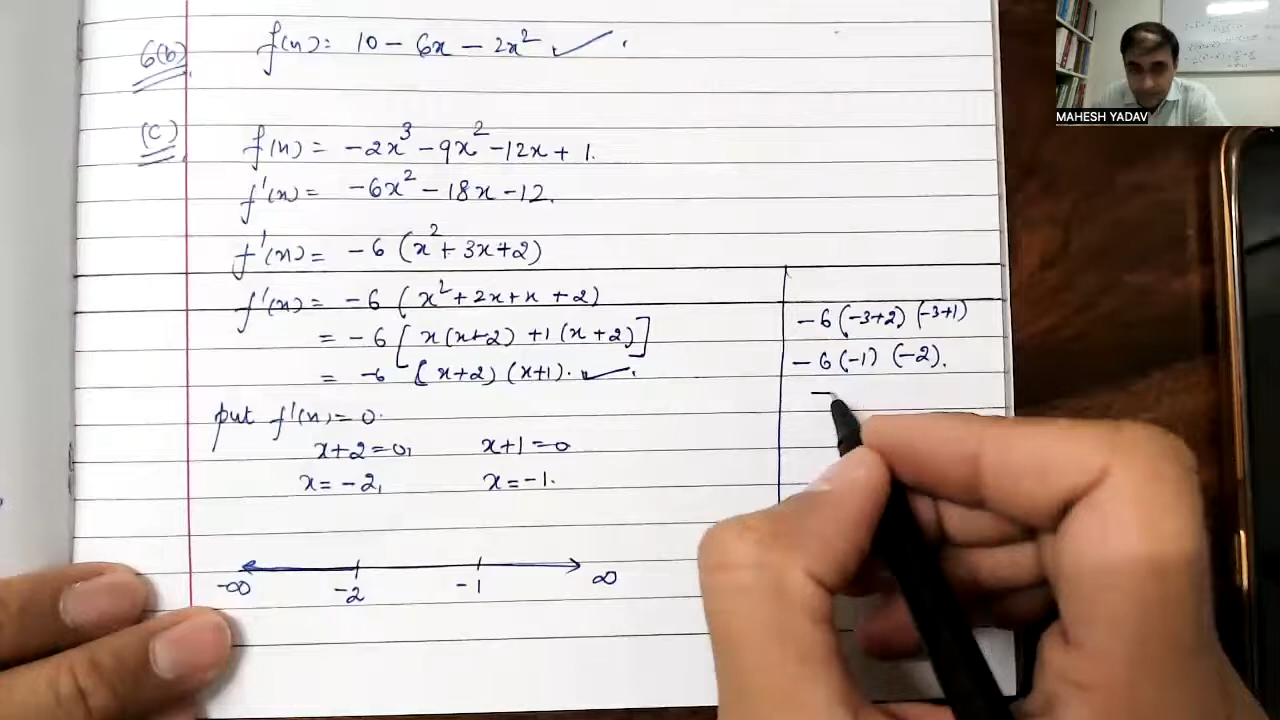 6(b) f(x): 10 - 6x - 2x² ✓.
(C) f(x) = -2x³ - 9x² - 12x + 1.
f'(x) = -6x² - 18x - 12.
f'(x) = -6 (x² + 3x + 2)
f'(x) = -6 ( x² + 2x + x + 2)
= -6 [ x(x+2) + 1 (x+2)]
= -6 [ x+2) (x+1). ✓.
put f'(x) = 0.
x+2 = 0, x+1 = 0
x = -2, x = -1.
-∞ -2 -1 ∞
-6 (-3+2) (-3+1)
-6 (-1) (-2).
MAHESH YADAV